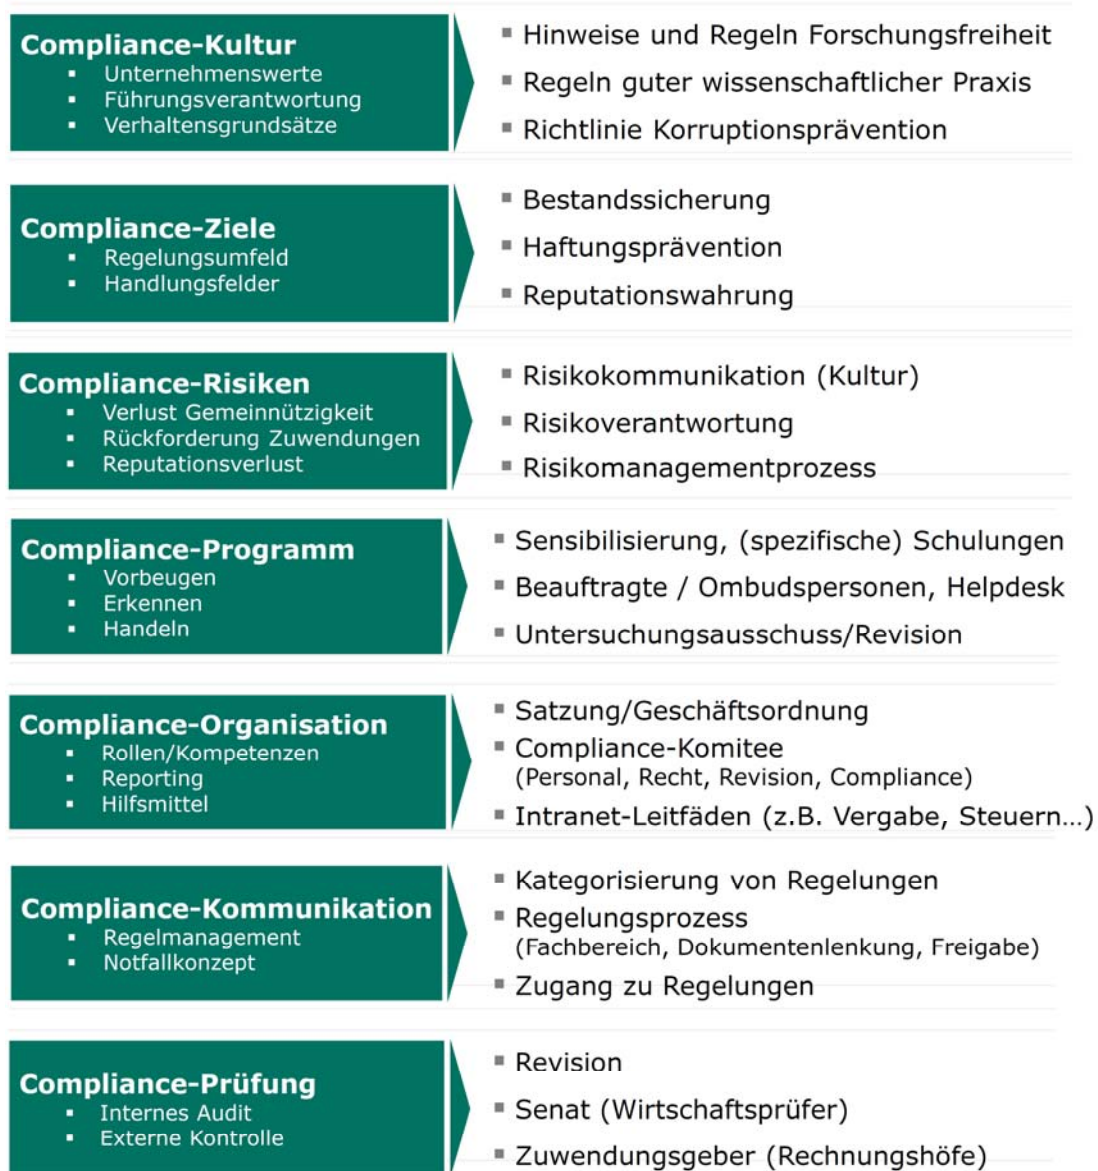 Compliance-Kultur
▪ Unternehmenswerte
▪ Führungsverantwortung
▪ Verhaltensgrundsätze
▪ Hinweise und Regeln Forschungsfreiheit
▪ Regeln guter wissenschaftlicher Praxis
▪ Richtlinie Korruptionsprävention
Compliance-Ziele
▪ Regelungsumfeld
▪ Handlungsfelder
▪ Bestandssicherung
▪ Haftungsprävention
▪ Reputationswahrung
Compliance-Risiken
▪ Verlust Gemeinnützigkeit
▪ Rückforderung Zuwendungen
▪ Reputationsverlust
▪ Risikokommunikation (Kultur)
▪ Risikoverantwortung
▪ Risikomanagementprozess
Compliance-Programm
▪ Vorbeugen
▪ Erkennen
▪ Handeln
▪ Sensibilisierung, (spezifische) Schulungen
▪ Beauftragte / Ombudspersonen, Helpdesk
▪ Untersuchungsausschuss/Revision
Compliance-Organisation
▪ Rollen/Kompetenzen
▪ Reporting
▪ Hilfsmittel
▪ Satzung/Geschäftsordnung
▪ Compliance-Komitee
(Personal, Recht, Revision, Compliance)
▪ Intranet-Leitfäden (z.B. Vergabe, Steuern…)
Compliance-Kommunikation
▪ Regelmanagement
▪ Notfallkonzept
▪ Kategorisierung von Regelungen
▪ Regelungsprozess
(Fachbereich, Dokumentenlenkung, Freigabe)
▪ Zugang zu Regelungen
Compliance-Prüfung
▪ Internes Audit
▪ Externe Kontrolle
▪ Revision
▪ Senat (Wirtschaftsprüfer)
▪ Zuwendungsgeber (Rechnungshöfe)